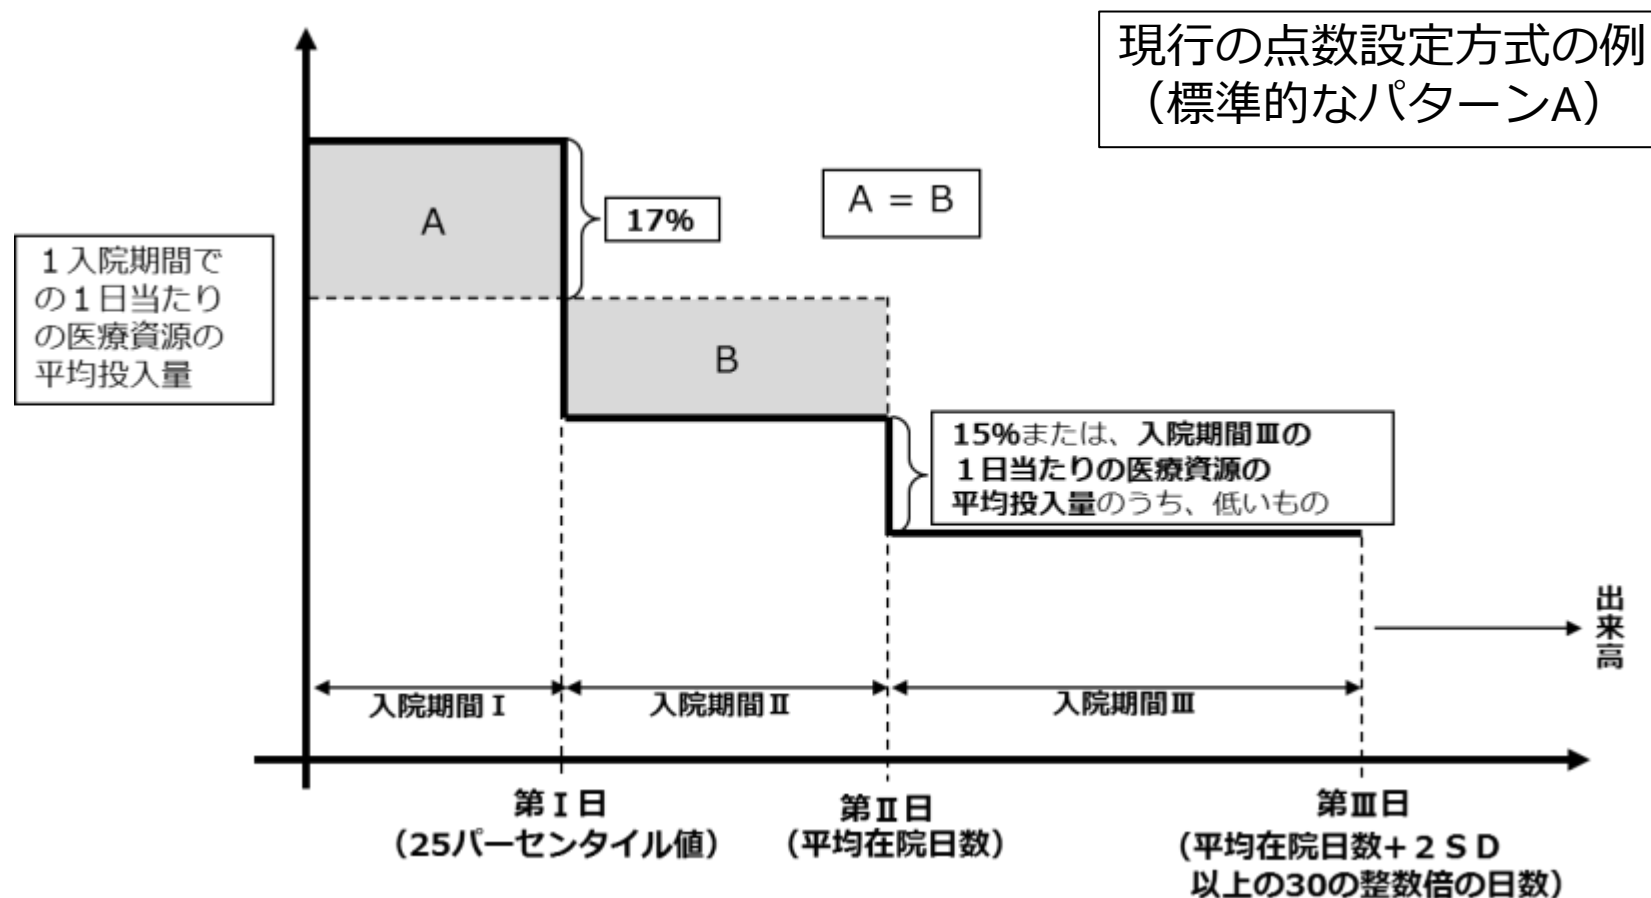 現行の点数設定方式の例
（標準的なパターンA）
A
17%
A = B
１入院期間で
の１日当たり
の医療資源の
平均投入量
B
15%または、入院期間Ⅲの
１日当たりの医療資源の
平均投入量のうち、低いもの
出来高
入院期間Ⅰ
入院期間Ⅱ
入院期間Ⅲ
第Ⅰ日
（25パーセンタイル値）
第Ⅱ日
（平均在院日数）
第Ⅲ日
（平均在院日数＋２ＳＤ
以上の30の整数倍の日数）